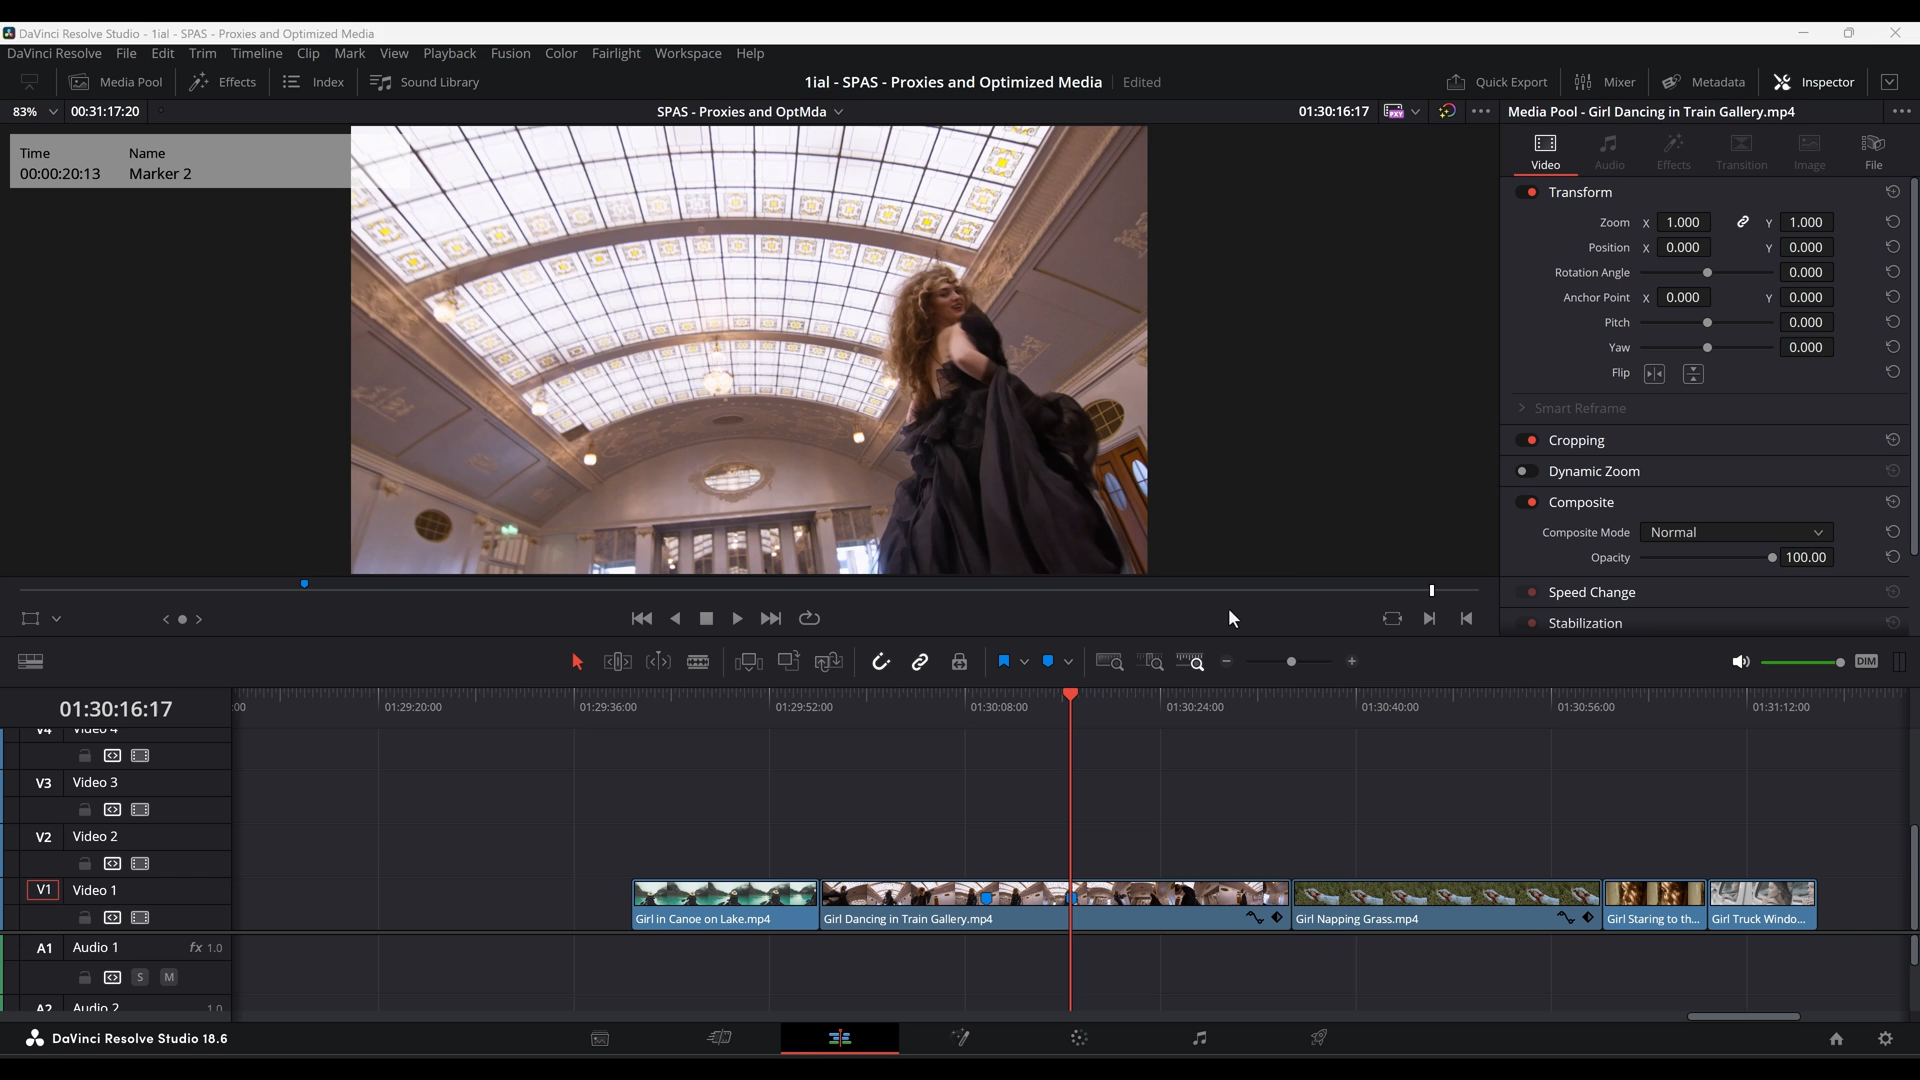 DaVinci Resolve Studio - 1ial - SPAS - Proxies and Optimized Media
DaVinci Resolve File Edit Trim Timeline Clip Mark View Playback Fusion Color Fairlight Workspace Help
Media Pool Effects Index Sound Library 1ial - SPAS - Proxies and Optimized Media Edited Quick Export Mixer Metadata Inspector
83% 00:31:17:20 SPAS - Proxies and OptMda 01:30:16:17 PXY Media Pool - Girl Dancing in Train Gallery.mp4
Time Name
00:00:20:13 Marker 2
Video Audio Effects Transition Image File
Transform
Zoom X 1.000 Y 1.000
Position X 0.000 Y 0.000
Rotation Angle 0.000
Anchor Point X 0.000 Y 0.000
Pitch 0.000
Yaw 0.000
Flip
Smart Reframe
Cropping
Dynamic Zoom
Composite
Composite Mode Normal
Opacity 100.00
Speed Change
Stabilization
DIM
01:30:16:17
:00 01:29:20:00 01:29:36:00 01:29:52:00 01:30:08:00 01:30:24:00 01:30:40:00 01:30:56:00 01:31:12:00
V4 Video 4
V3 Video 3
V2 Video 2
V1 Video 1
Girl in Canoe on Lake.mp4 Girl Dancing in Train Gallery.mp4 Girl Napping Grass.mp4 Girl Staring to th... Girl Truck Windo...
A1 Audio 1 fx 1.0
S M
A2 Audio 2 1.0
DaVinci Resolve Studio 18.6